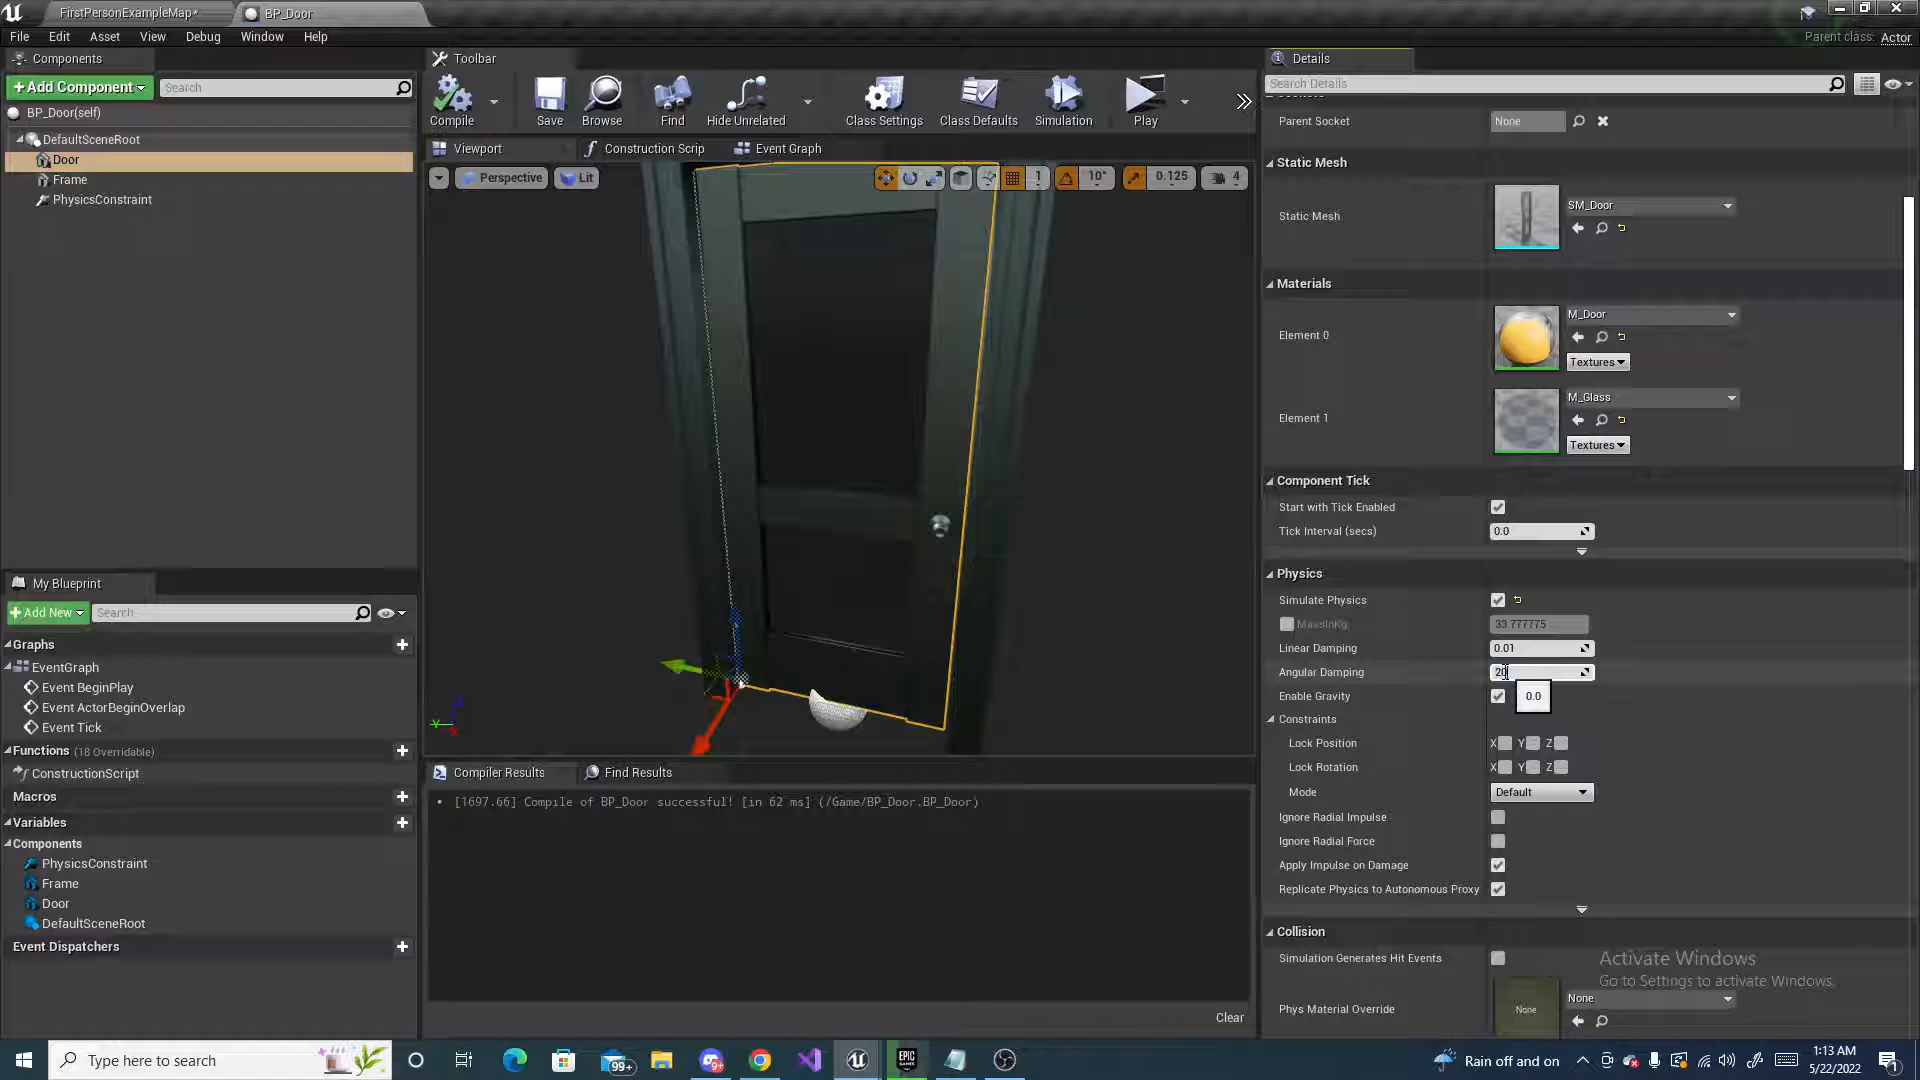 FirstPersonExampleMap*
BP_Door
File
Edit
Asset
View
Debug
Window
Help
Parent class:
Actor
Components
Toolbar
Details
+Add Component
Search
Compile
Save
Browse
Find
Hide Unrelated
Class Settings
Class Defaults
Simulation
Play
Search Details
BP_Door(self)
Parent Socket
None
DefaultSceneRoot
Door
Frame
PhysicsConstraint
Viewport
Construction Scrip
Event Graph
Perspective
Lit
1
10°
0.125
4
Static Mesh
Static Mesh
SM_Door
Materials
Element 0
M_Door
Textures
Element 1
M_Glass
Textures
Component Tick
Start with Tick Enabled
Tick Interval (secs)
0.0
Physics
Simulate Physics
MassInKg
33.777775
Linear Damping
0.01
Angular Damping
20
0.0
Enable Gravity
Constraints
Lock Position
X
Y
Z
Lock Rotation
X
Y
Z
Mode
Default
Ignore Radial Impulse
Ignore Radial Force
Apply Impulse on Damage
Replicate Physics to Autonomous Proxy
Collision
Simulation Generates Hit Events
Phys Material Override
None
None
My Blueprint
+Add New
Search
Graphs
EventGraph
Event BeginPlay
Event ActorBeginOverlap
Event Tick
Functions (18 Overridable)
ConstructionScript
Macros
Variables
Components
PhysicsConstraint
Frame
Door
DefaultSceneRoot
Event Dispatchers
Compiler Results
Find Results
• [1697.66] Compile of BP_Door successful! [in 62 ms] (/Game/BP_Door.BP_Door)
Clear
Activate Windows
Go to Settings to activate Windows.
Type here to search
99+
9+
EPIC
GAMES
Rain off and on
1:13 AM
5/22/2022
1